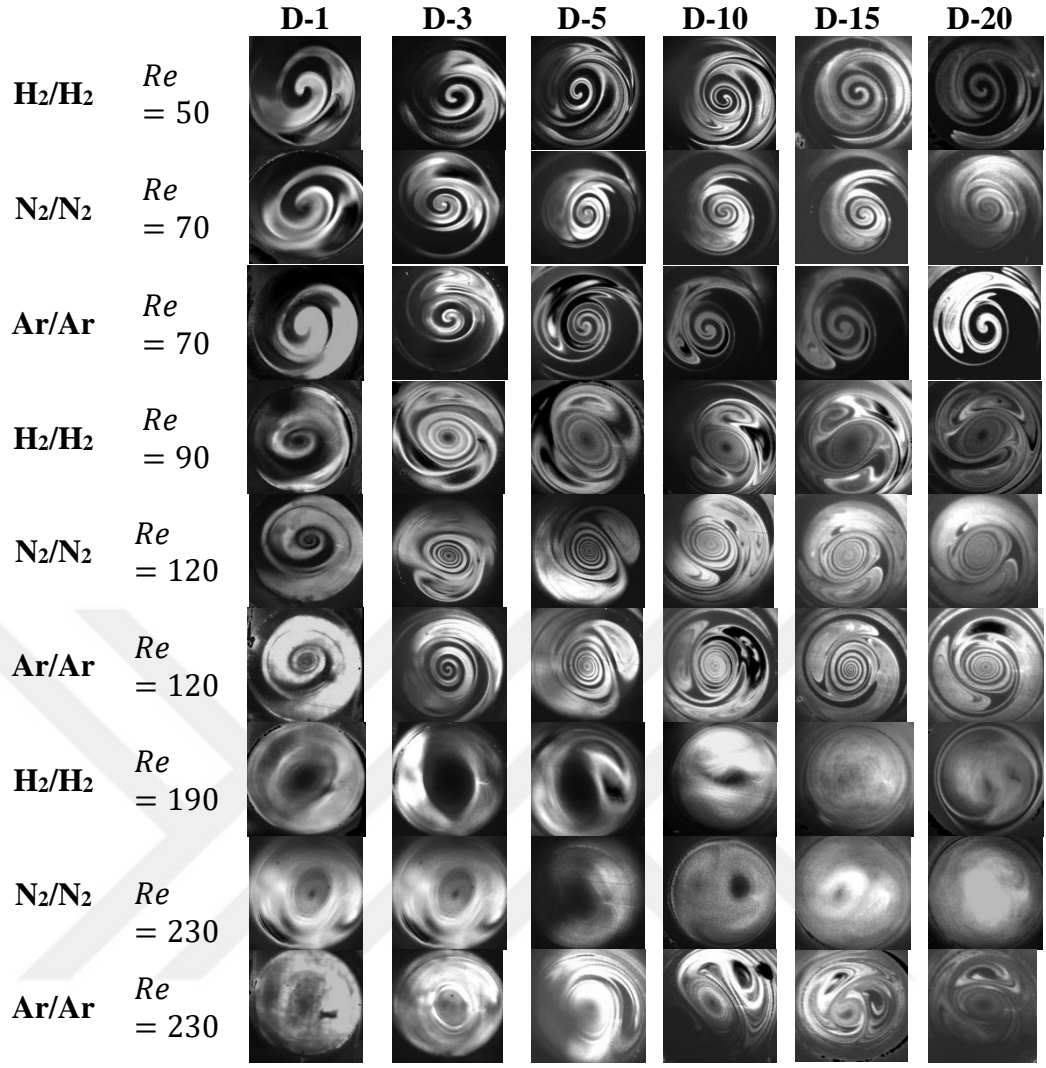 D-1 D-3 D-5 D-10 D-15 D-20
H₂/H₂ Re
= 50
N₂/N₂ Re
= 70
Ar/Ar Re
= 70
H₂/H₂ Re
= 90
N₂/N₂ Re
= 120
Ar/Ar Re
= 120
H₂/H₂ Re
= 190
N₂/N₂ Re
= 230
Ar/Ar Re
= 230